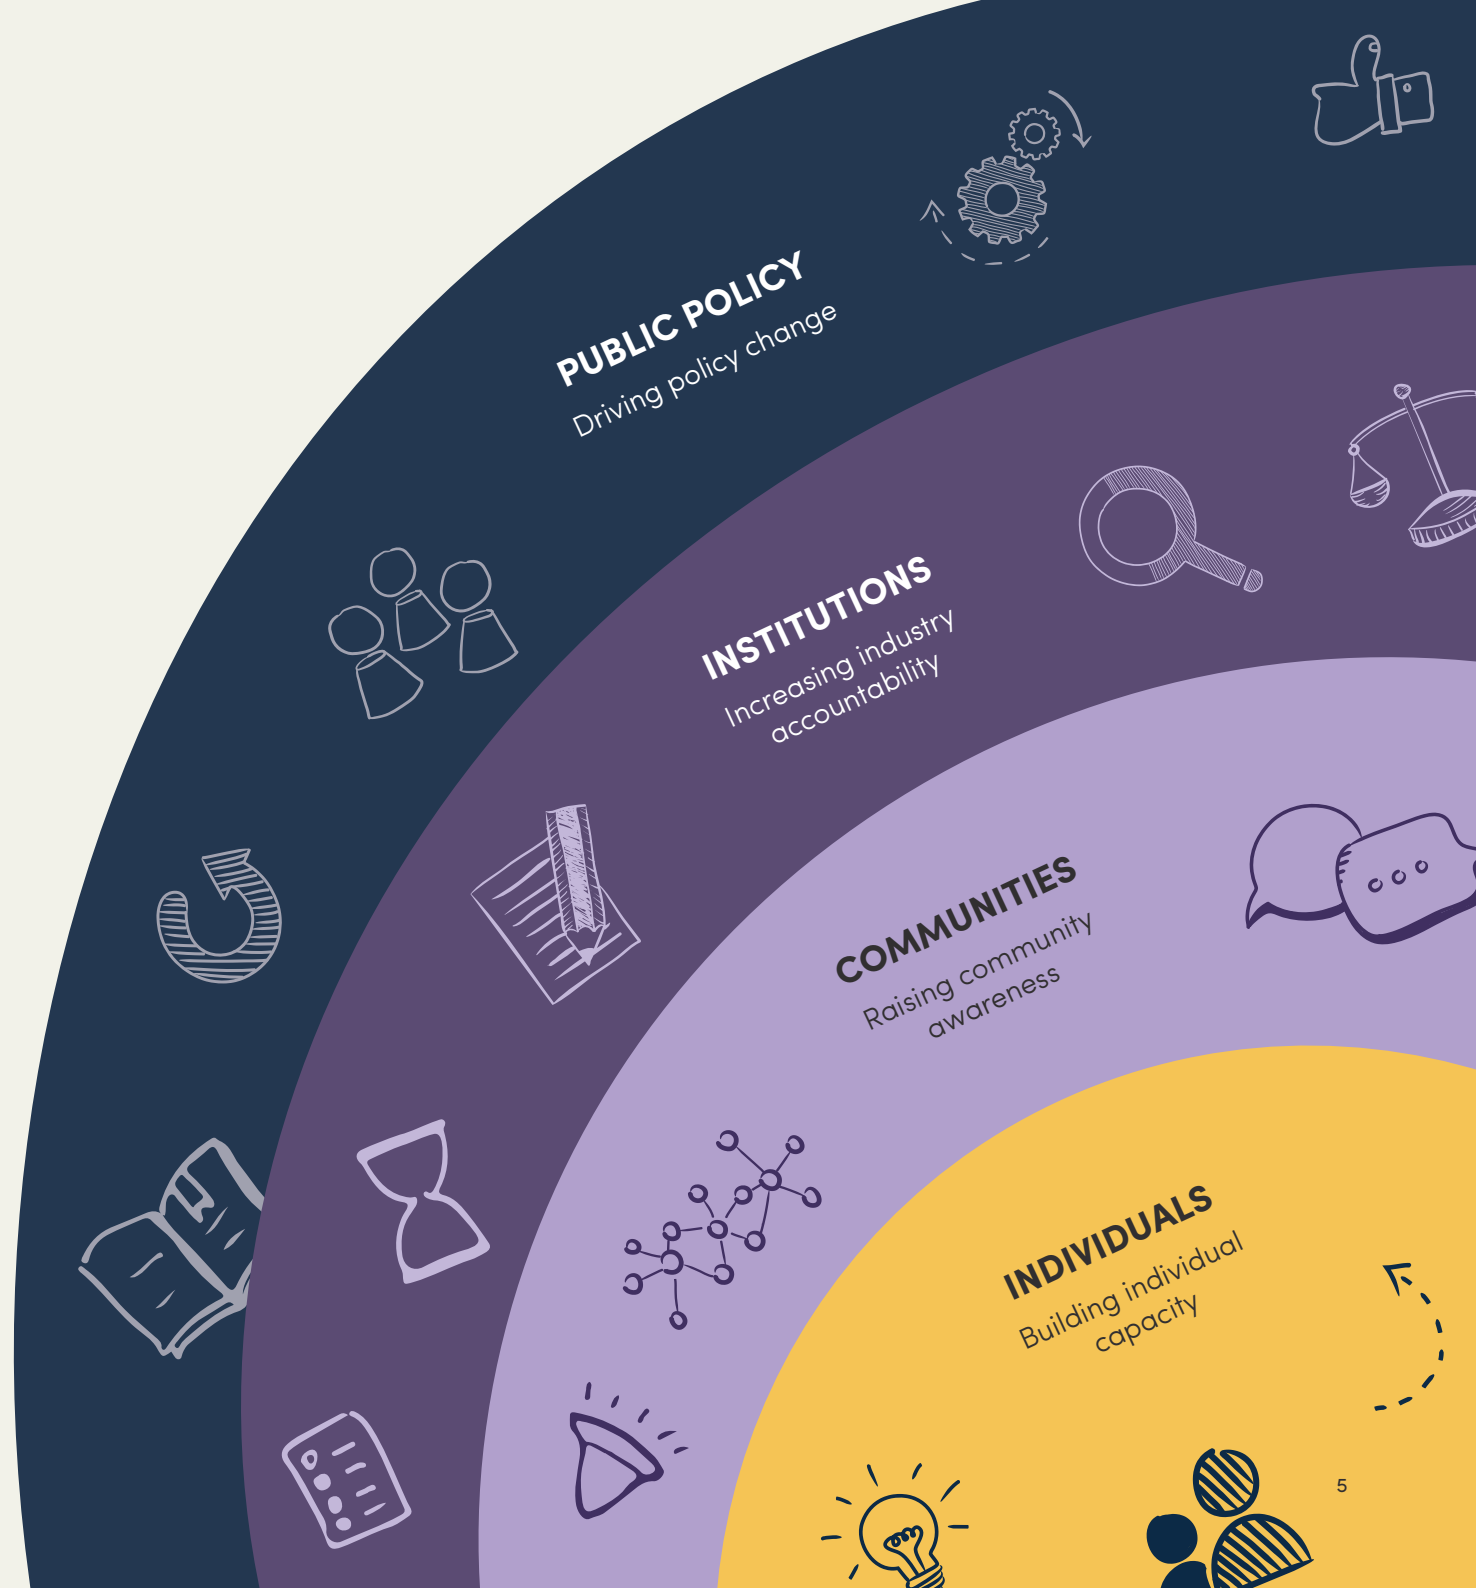 PUBLIC POLICY
Driving policy change
INSTITUTIONS
Increasing industry
accountability
COMMUNITIES
Raising community
awareness
INDIVIDUALS
Building individual
capacity
5